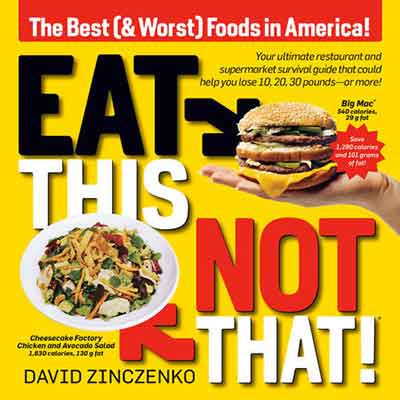 The Best (& Worst) Foods in America!
Your ultimate restaurant and
supermarket survival guide that could
help you lose 10, 20, 30 pounds—or more!
EAT
THIS
Big Mac®
540 calories,
29 g fat
Save
1,290 calories
and 101 grams
of fat!
NOT
THAT!®
Cheesecake Factory
Chicken and Avocado Salad
1,830 calories, 130 g fat
DAVID ZINCZENKO